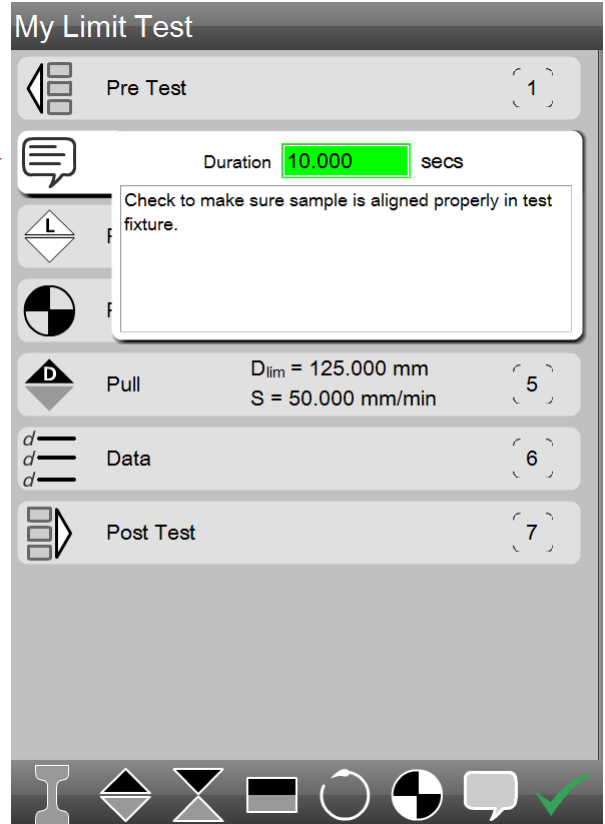 My Limit Test
Pre Test
1
Duration 10.000 secs
Check to make sure sample is aligned properly in test
fixture.
L
D
Pull
Dlim = 125.000 mm
S = 50.000 mm/min
5
d
d
d
Data
6
Post Test
7